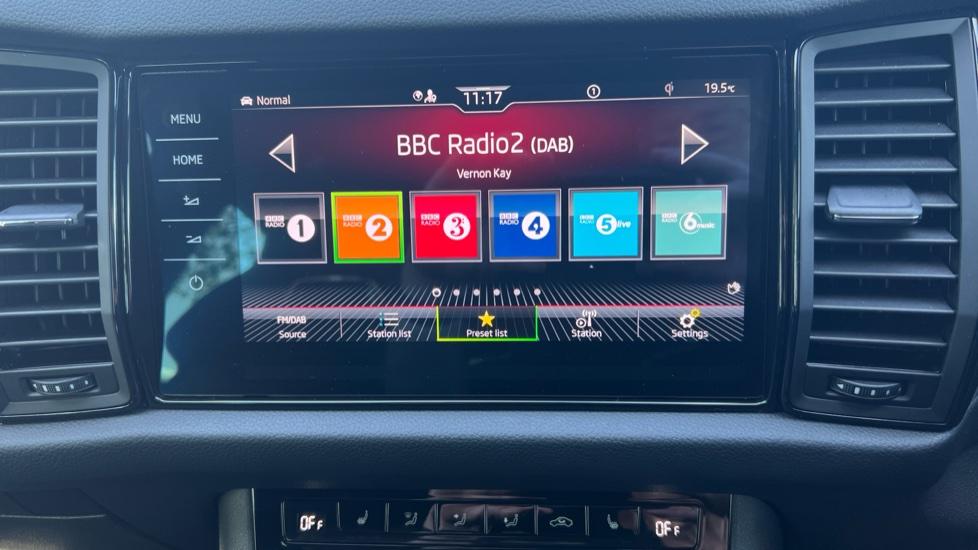 Normal 11:17 1 19.5°C
MENU
BBC Radio2 (DAB)
HOME
Vernon Kay
BBC RADIO 1 BBC RADIO 2 BBC RADIO 3 BBC RADIO 4 BBC RADIO 5 live BBC RADIO 6 music
FM/DAB
Source Station list Preset list Station Settings
OFF OFF